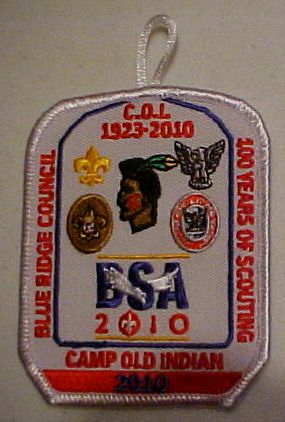 C.O.I.
1923-2010
BLUE RIDGE COUNCIL
100 YEARS OF SCOUTING
BSA
2010
CAMP OLD INDIAN
2010